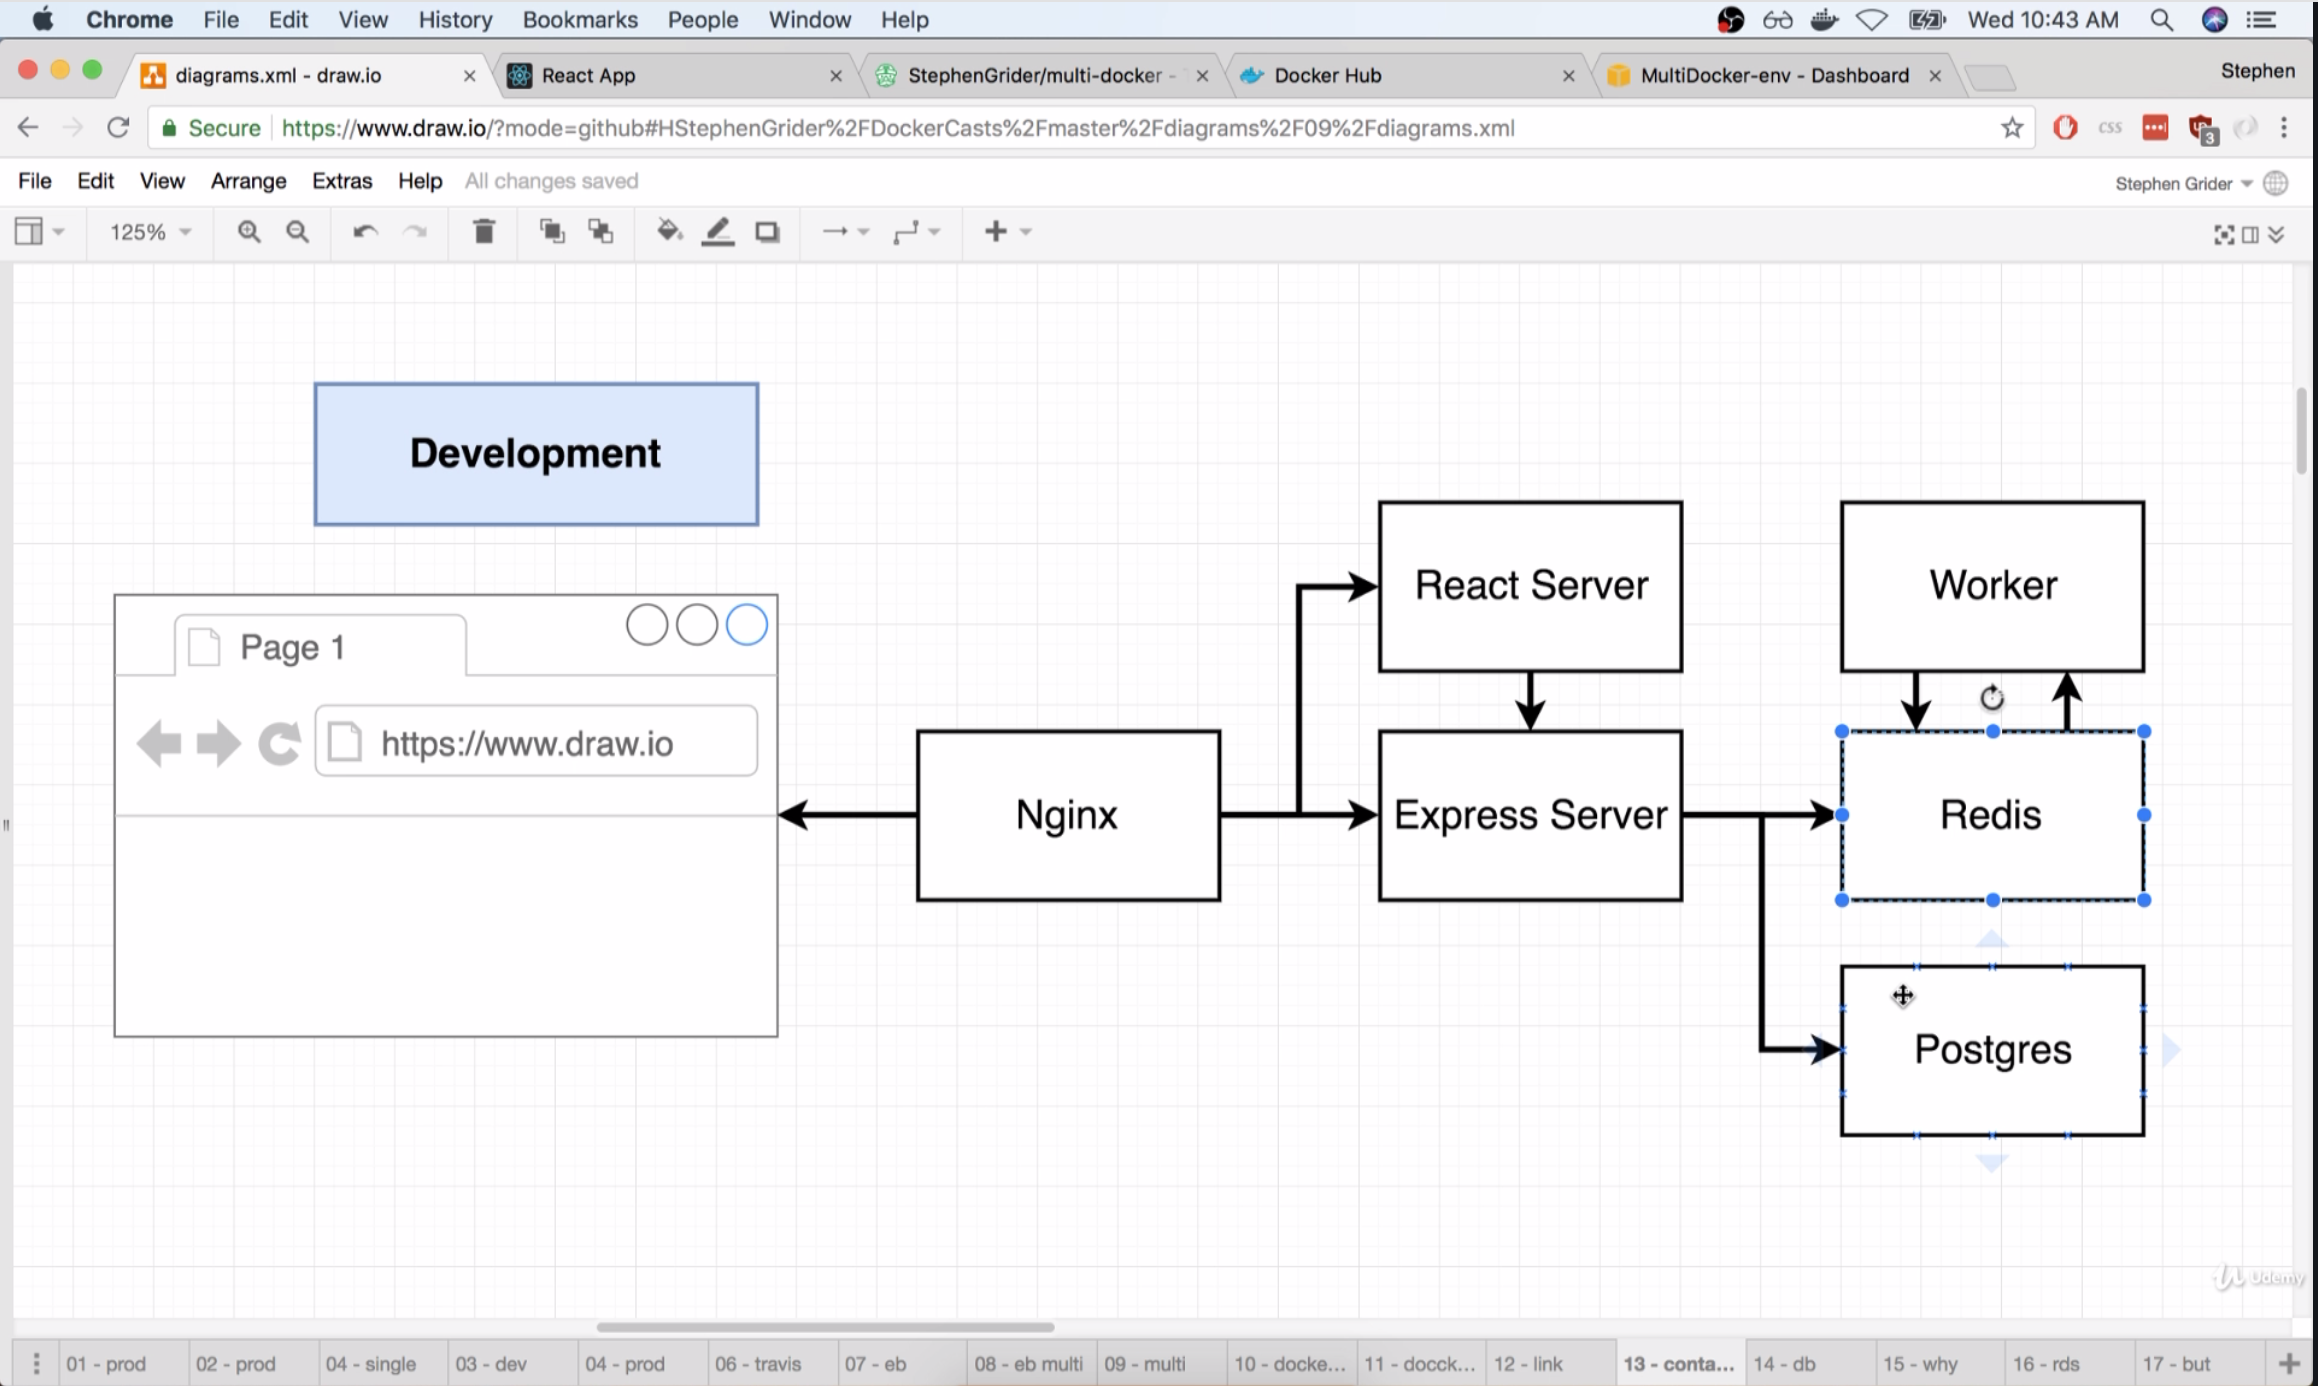 Chrome File Edit View History Bookmarks People Window Help Wed 10:43 AM
diagrams.xml - draw.io React App StephenGrider/multi-docker - Docker Hub MultiDocker-env - Dashboard Stephen
Secure https://www.draw.io/?mode=github#HStephenGrider%2FDockerCasts%2Fmaster%2Fdiagrams%2F09%2Fdiagrams.xml css 3
File Edit View Arrange Extras Help All changes saved Stephen Grider
125%
Development
Page 1
https://www.draw.io
React Server
Worker
Nginx
Express Server
Redis
Postgres
Udemy
01 - prod 02 - prod 04 - single 03 - dev 04 - prod 06 - travis 07 - eb 08 - eb multi 09 - multi 10 - docke... 11 - docck... 12 - link 13 - conta... 14 - db 15 - why 16 - rds 17 - but